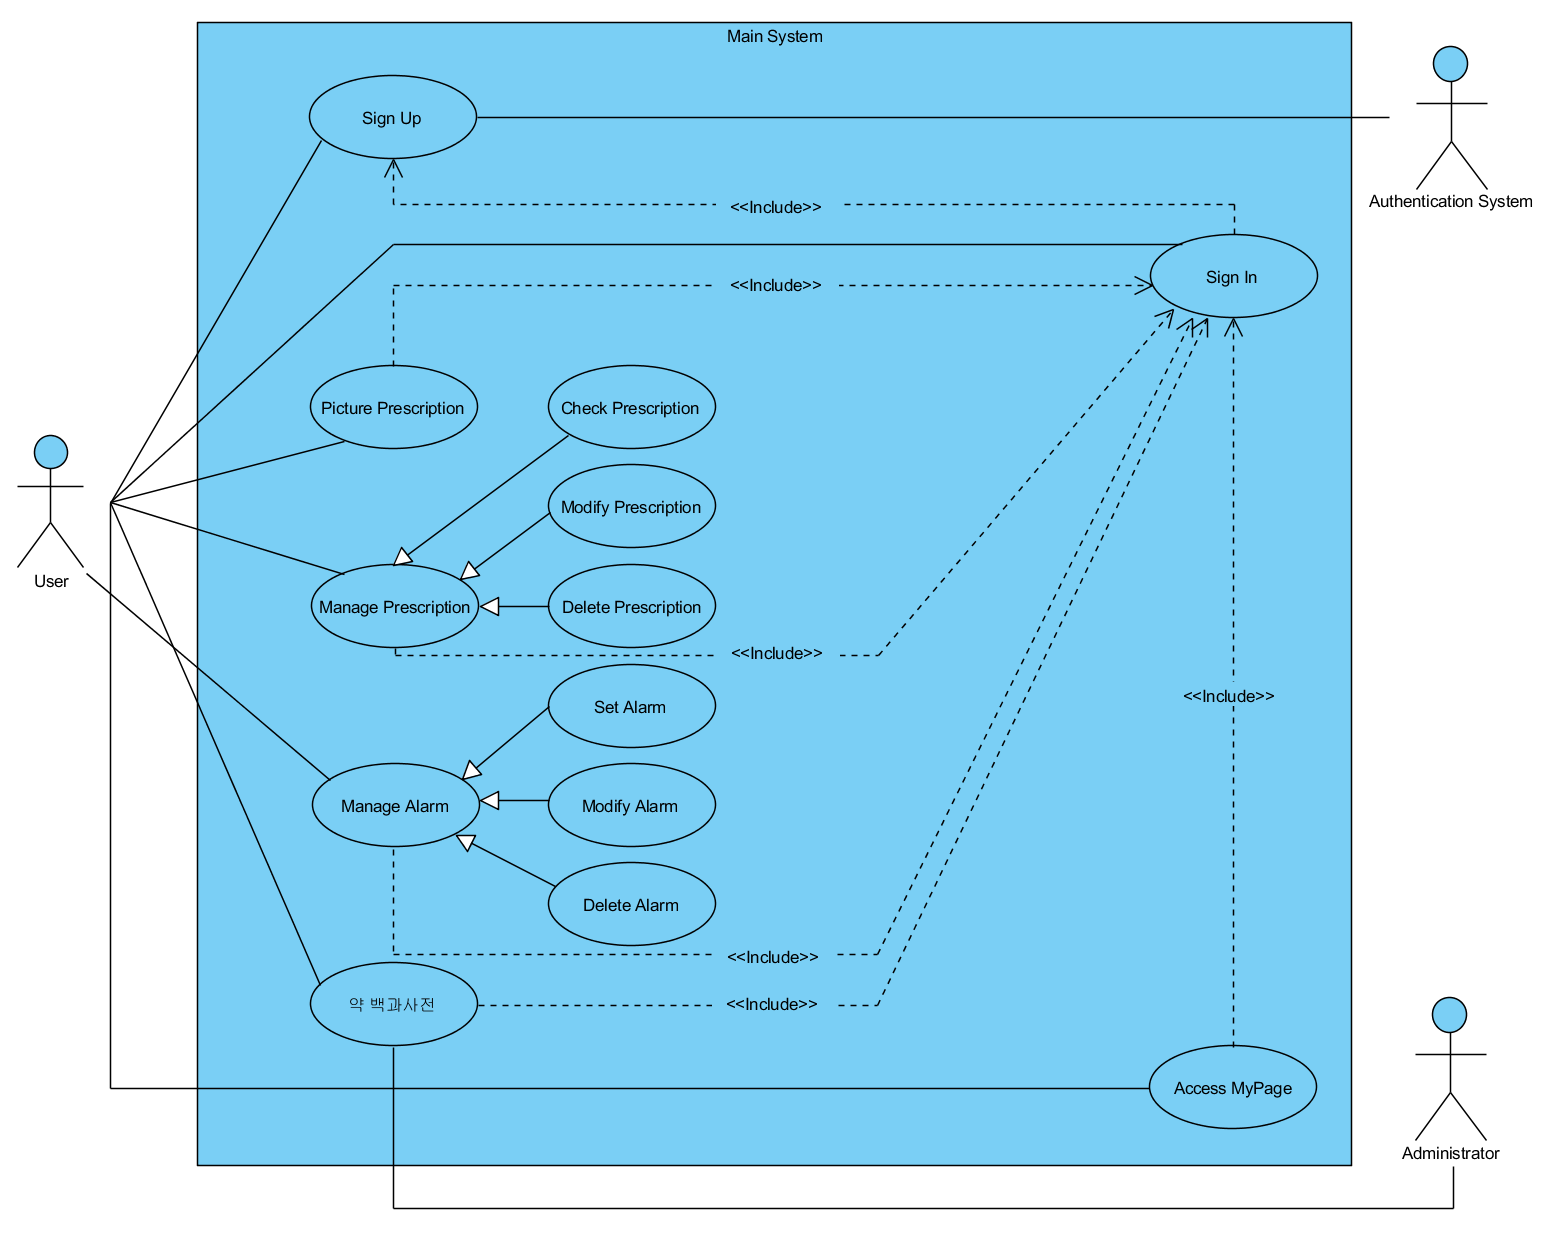 Main System
Sign Up
Authentication System
<<Include>>
Sign In
<<Include>>
Picture Prescription
Check Prescription
Modify Prescription
User
Manage Prescription
Delete Prescription
<<Include>>
<<Include>>
Set Alarm
Manage Alarm
Modify Alarm
Delete Alarm
<<Include>>
약 백과사전
<<Include>>
Access MyPage
Administrator